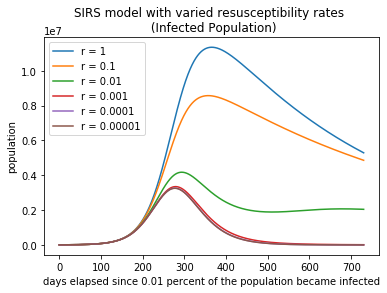 SIRS model with varied resusceptibility rates
(Infected Population)
1e7
r = 1
r = 0.1
r = 0.01
r = 0.001
r = 0.0001
r = 0.00001
population
1.0
0.8
0.6
0.4
0.2
0.0
0 100 200 300 400 500 600 700
days elapsed since 0.01 percent of the population became infected